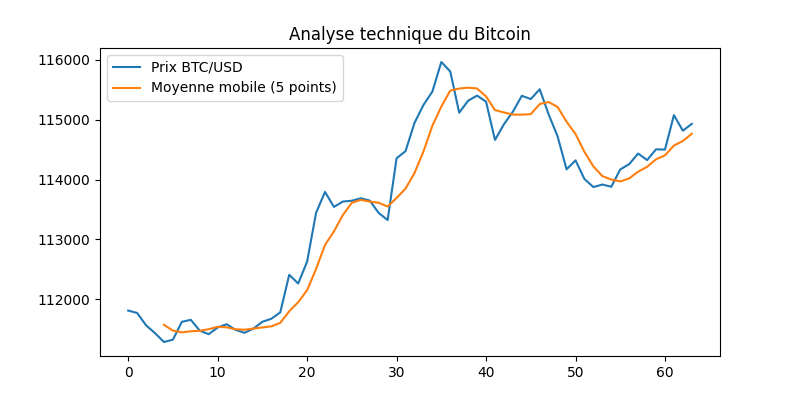 Analyse technique du Bitcoin
Prix BTC/USD
Moyenne mobile (5 points)
116000
115000
114000
113000
112000
0 10 20 30 40 50 60